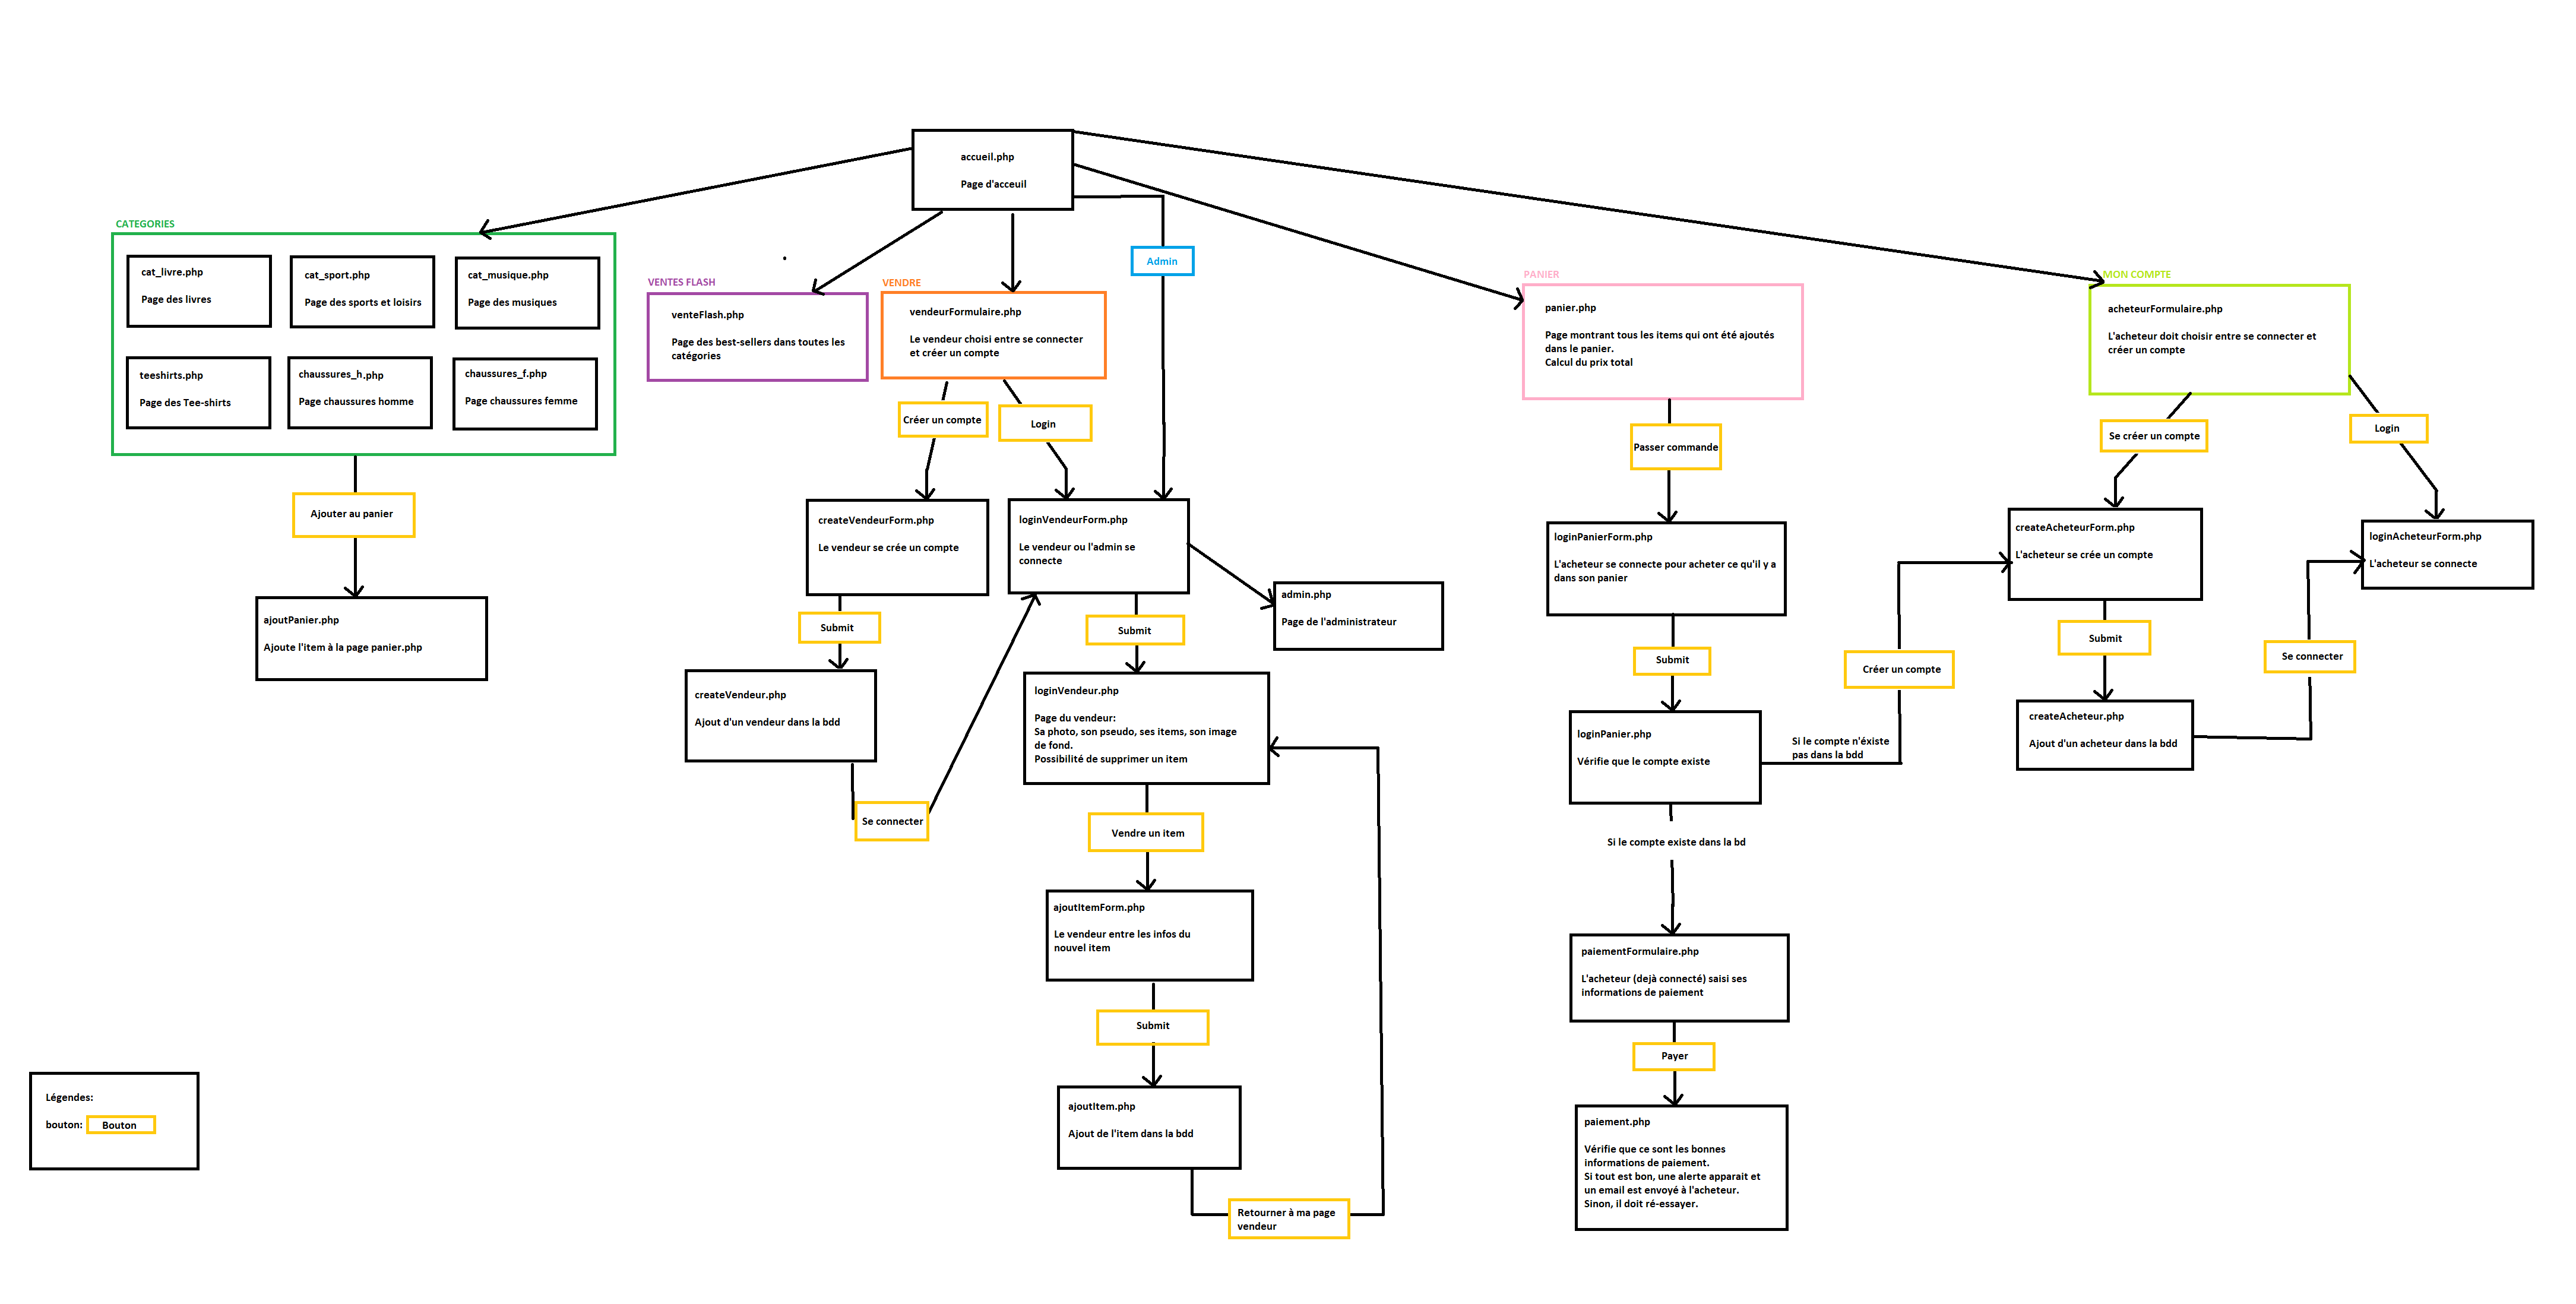 accueil.php
Page d'acceuil
CATEGORIES
cat_livre.php
Page des livres
cat_sport.php
Page des sports et loisirs
cat_musique.php
Page des musiques
teeshirts.php
Page des Tee-shirts
chaussures_h.php
Page chaussures homme
chaussures_f.php
Page chaussures femme
Ajouter au panier
ajoutPanier.php
Ajoute l'item à la page panier.php
VENTES FLASH
venteFlash.php
Page des best-sellers dans toutes les
catégories
VENDRE
vendeurFormulaire.php
Le vendeur choisi entre se connecter
et créer un compte
Admin
Créer un compte
Login
createVendeurForm.php
Le vendeur se crée un compte
loginVendeurForm.php
Le vendeur ou l'admin se
connecte
admin.php
Page de l'administrateur
Submit
Submit
createVendeur.php
Ajout d'un vendeur dans la bdd
Se connecter
loginVendeur.php
Page du vendeur:
Sa photo, son pseudo, ses items, son image
de fond.
Possibilité de supprimer un item
Vendre un item
ajoutItemForm.php
Le vendeur entre les infos du
nouvel item
Submit
ajoutItem.php
Ajout de l'item dans la bdd
Retourner à ma page
vendeur
PANIER
panier.php
Page montrant tous les items qui ont été ajoutés
dans le panier.
Calcul du prix total
Passer commande
loginPanierForm.php
L'acheteur se connecte pour acheter ce qu'il y a
dans son panier
Submit
loginPanier.php
Vérifie que le compte existe
Si le compte n'éxiste
pas dans la bdd
Créer un compte
Si le compte existe dans la bd
paiementFormulaire.php
L'acheteur (dejà connecté) saisi ses
informations de paiement
Payer
paiement.php
Vérifie que ce sont les bonnes
informations de paiement.
Si tout est bon, une alerte apparait et
un email est envoyé à l'acheteur.
Sinon, il doit ré-essayer.
MON COMPTE
acheteurFormulaire.php
L'acheteur doit choisir entre se connecter et
créer un compte
Se créer un compte
Login
createAcheteurForm.php
L'acheteur se crée un compte
loginAcheteurForm.php
L'acheteur se connecte
Submit
Se connecter
createAcheteur.php
Ajout d'un acheteur dans la bdd
Légendes:
bouton: Bouton